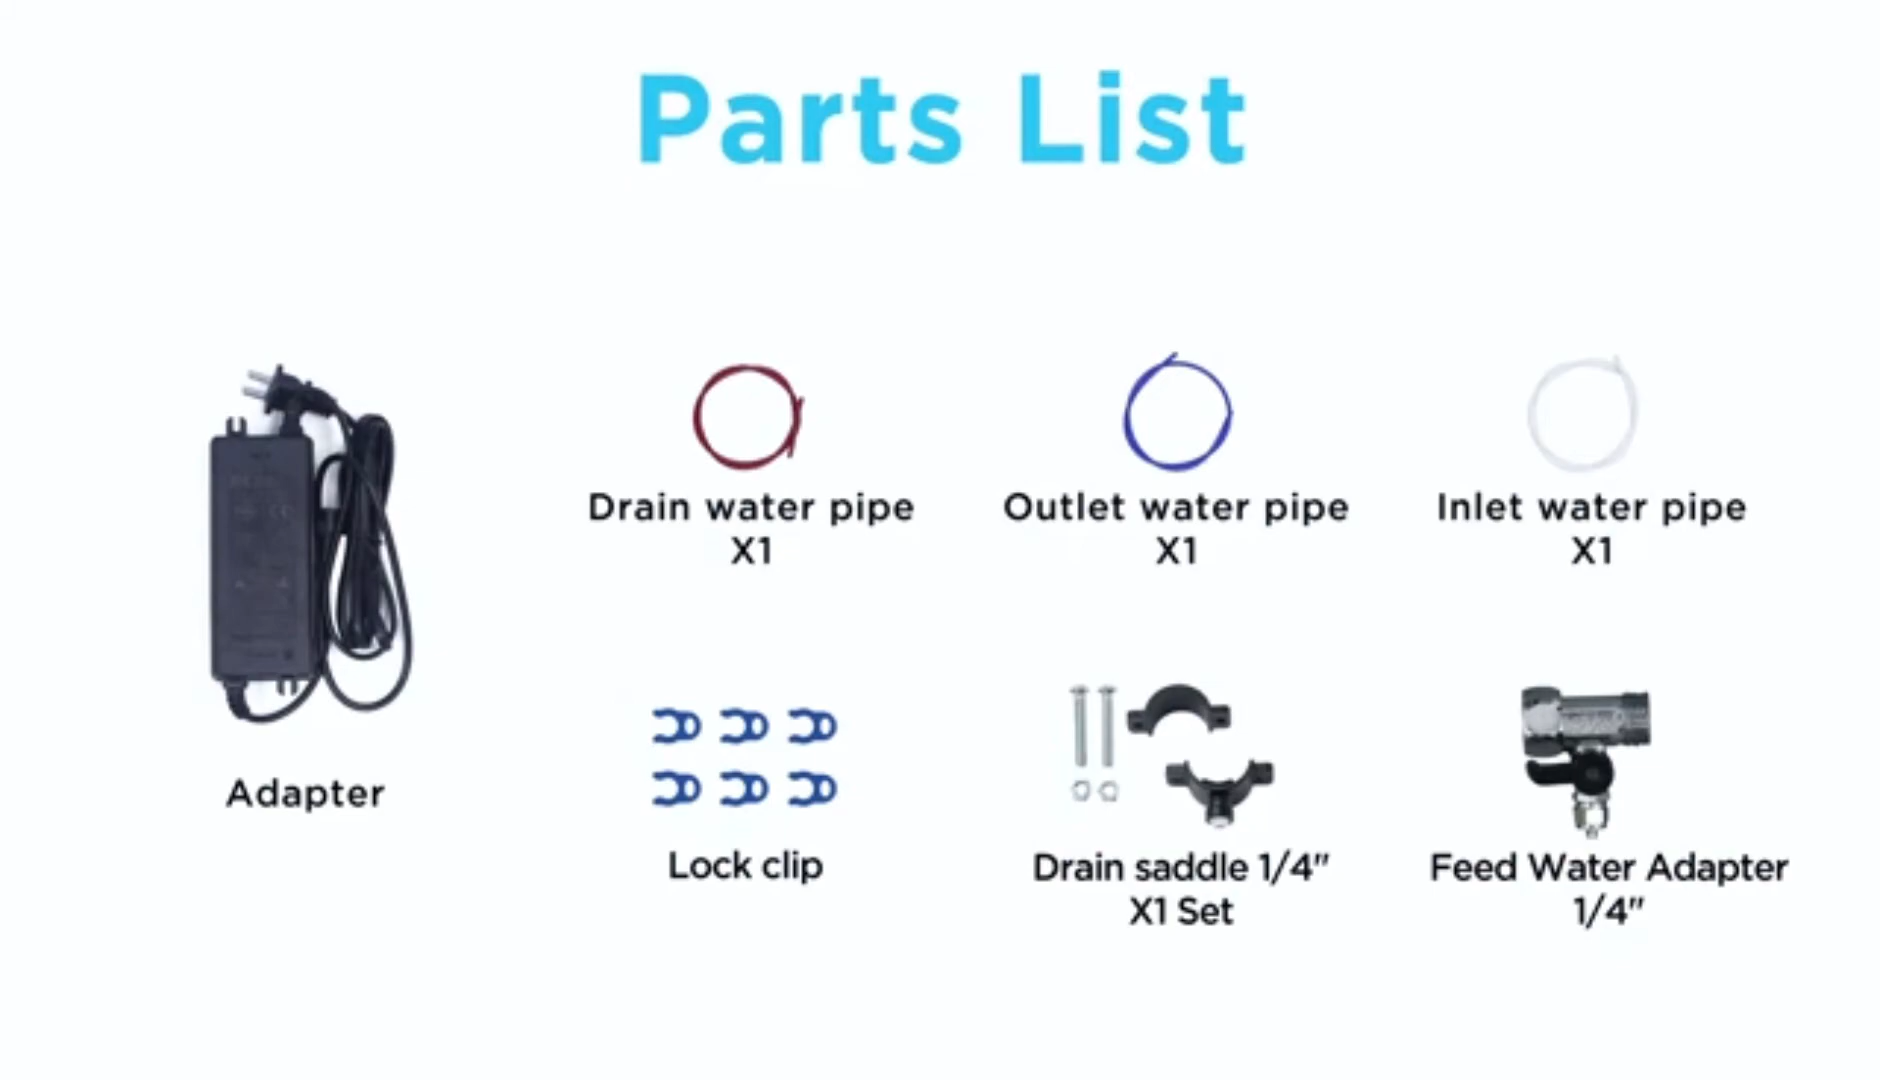 Parts List
Drain water pipe
X1
Outlet water pipe
X1
Inlet water pipe
X1
Adapter
Lock clip
Drain saddle 1/4"
X1 Set
Feed Water Adapter
1/4"